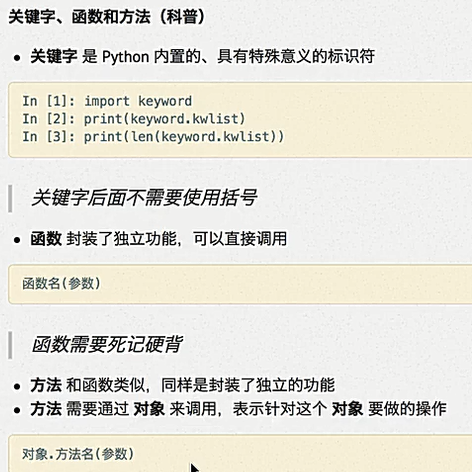 关键字、函数和方法（科普）
• 关键字 是 Python 内置的、具有特殊意义的标识符
In [1]: import keyword
In [2]: print(keyword.kwlist)
In [3]: print(len(keyword.kwlist))
关键字后面不需要使用括号
• 函数 封装了独立功能，可以直接调用
函数名(参数)
函数需要死记硬背
• 方法 和函数类似，同样是封装了独立的功能
• 方法 需要通过 对象 来调用，表示针对这个 对象 要做的操作
对象.方法名(参数)